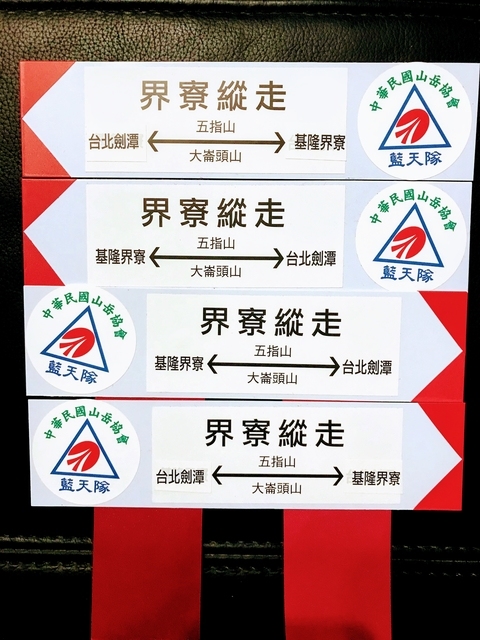 界寮縱走
五指山
台北劍潭 基隆界寮
大崙頭山
中華民國山岳協會
藍天隊
界寮縱走
五指山
基隆界寮 台北劍潭
大崙頭山
中華民國山岳協會
藍天隊
中華民國山岳協會
藍天隊
界寮縱走
五指山
基隆界寮 台北劍潭
大崙頭山
中華民國山岳協會
藍天隊
界寮縱走
五指山
台北劍潭 基隆界寮
大崙頭山